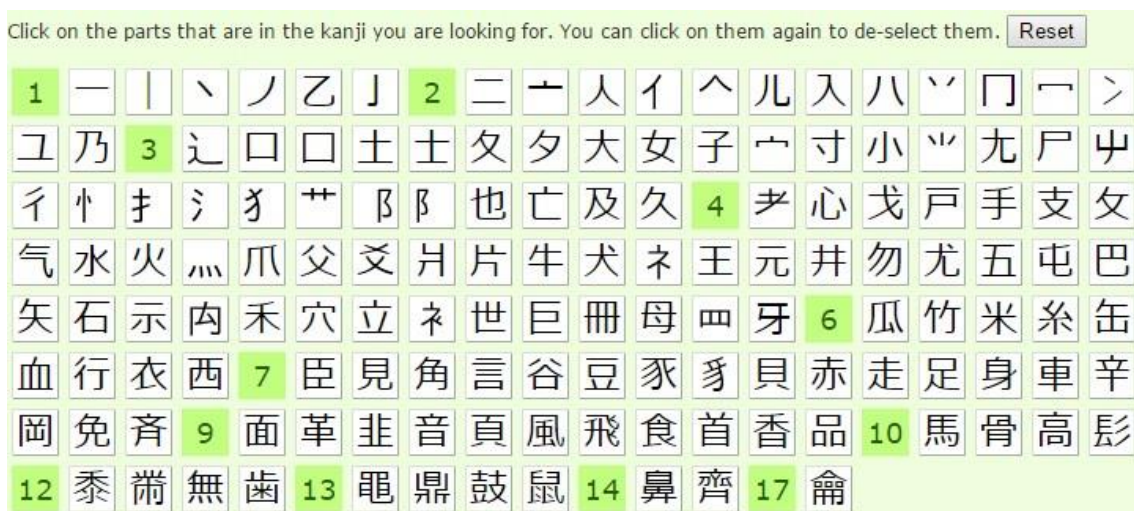 Click on the parts that are in the kanji you are looking for. You can click on them again to de-select them. Reset
1 一 ｜ 丶 ノ 乙 亅 2 二 亠 人 亻 𠆢 儿 入 八 丷 冂 冖 冫
ユ 乃 3 辶 口 囗 土 士 夂 夕 大 女 子 宀 寸 小 ⺌ 尢 尸 屮
彳 忄 扌 氵 犭 艹 阝 阝 也 亡 及 久 4 耂 心 戈 戸 手 支 攵
气 水 火 灬 爪 父 爻 爿 片 牛 犬 礻 王 元 井 勿 尤 五 屯 巴
矢 石 示 禸 禾 穴 立 衤 世 巨 冊 母 罒 牙 6 瓜 竹 米 糸 缶
血 行 衣 西 7 臣 見 角 言 谷 豆 豕 豸 貝 赤 走 足 身 車 辛
岡 免 斉 9 面 革 韭 音 頁 風 飛 食 首 香 品 10 馬 骨 高 髟
12 黍 黹 無 歯 13 黽 鼎 鼓 鼠 14 鼻 齊 17 龠